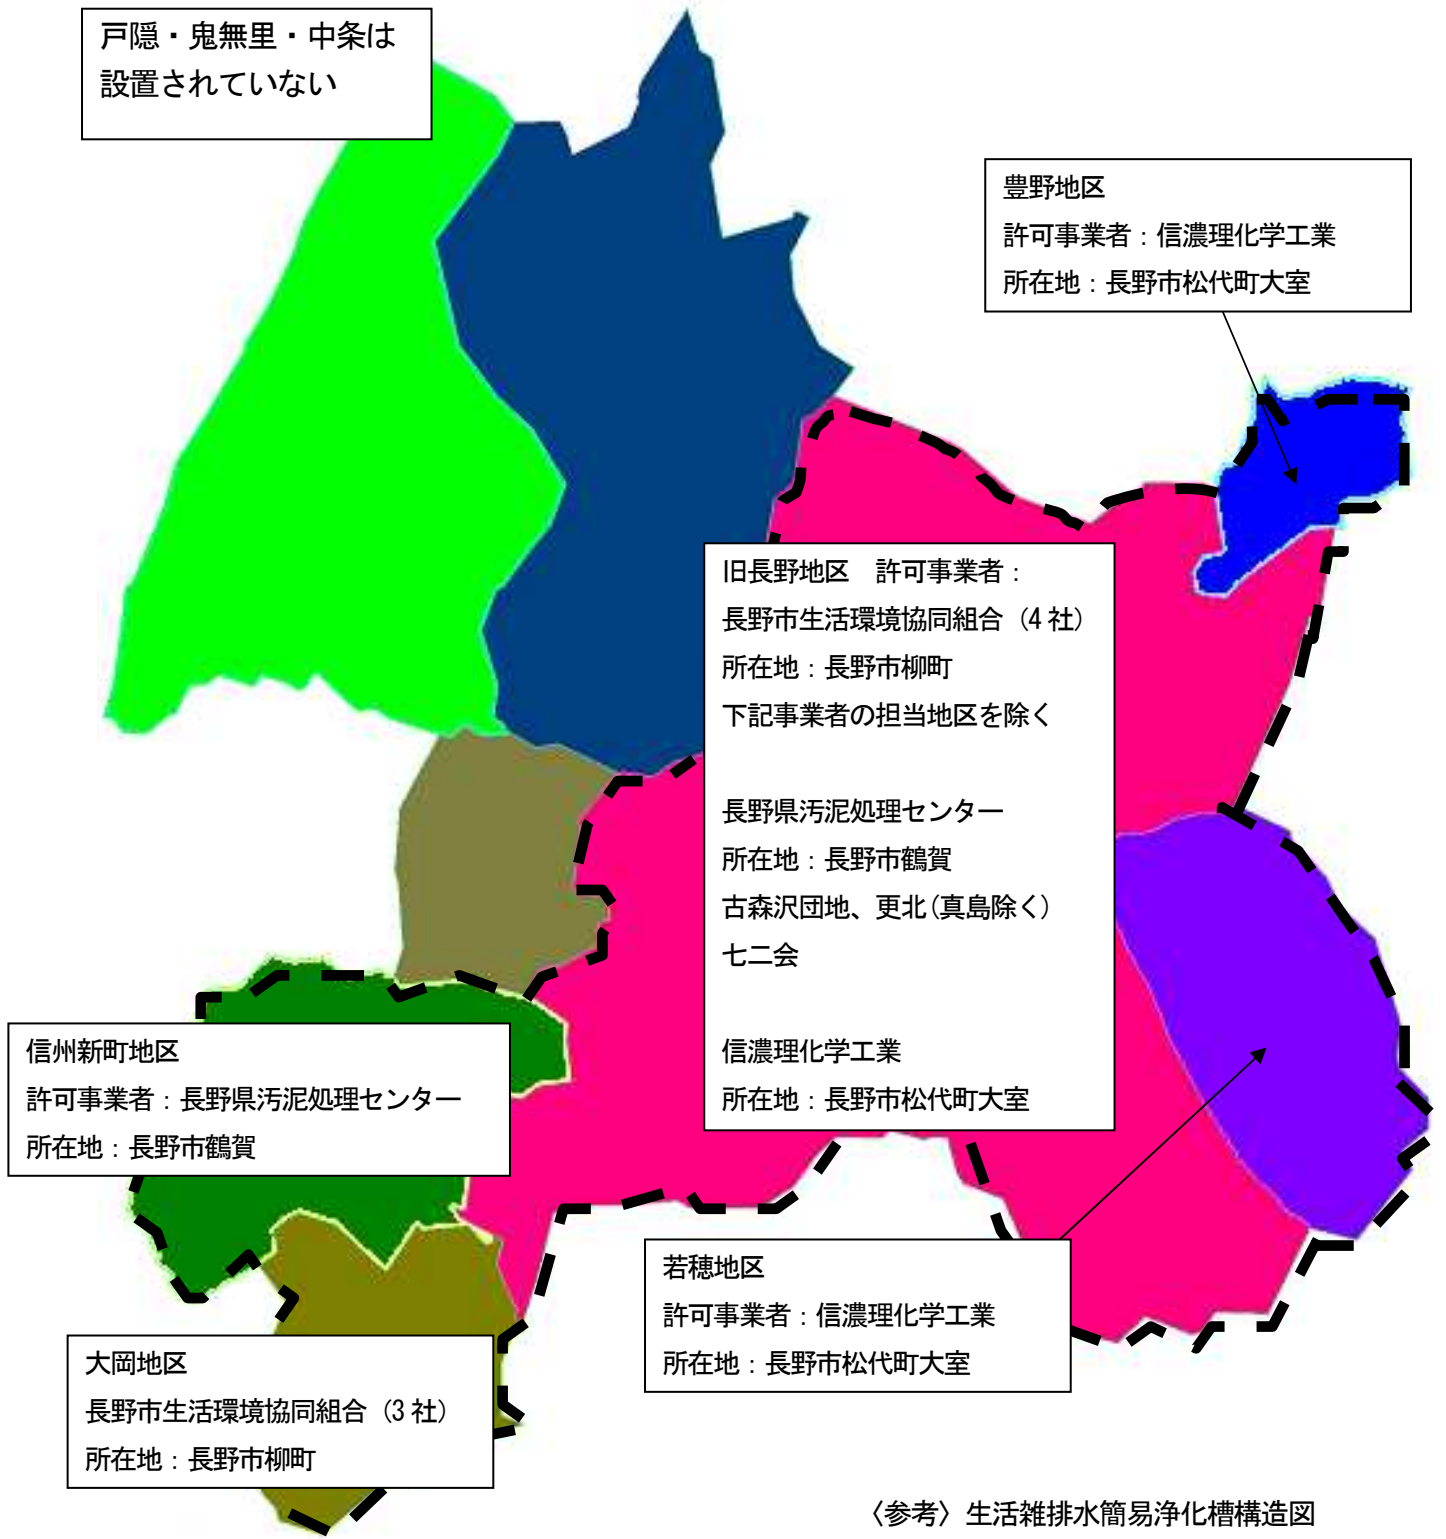 戸隠・鬼無里・中条は
設置されていない
豊野地区
許可事業者：信濃理化学工業
所在地：長野市松代町大室
旧長野地区　許可事業者：
長野市生活環境協同組合（4 社）
所在地：長野市柳町
下記事業者の担当地区を除く
長野県汚泥処理センター
所在地：長野市鶴賀
古森沢団地、更北(真島除く)
七二会
信濃理化学工業
所在地：長野市松代町大室
信州新町地区
許可事業者：長野県汚泥処理センター
所在地：長野市鶴賀
若穂地区
許可事業者：信濃理化学工業
所在地：長野市松代町大室
大岡地区
長野市生活環境協同組合（3 社）
所在地：長野市柳町
〈参考〉生活雑排水簡易浄化槽構造図